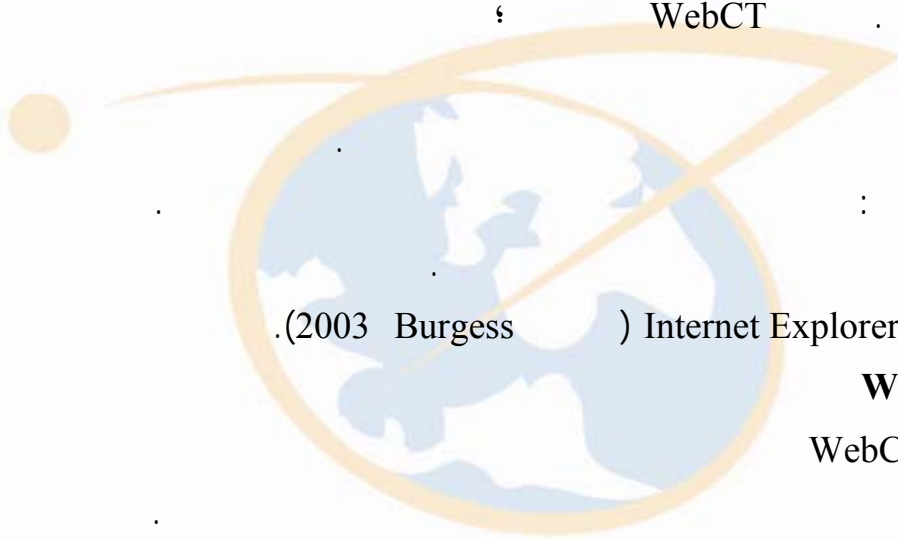 . WebCT ؛
.
: .
.
Internet Explorer ( Burgess 2003).
W
WebC
.